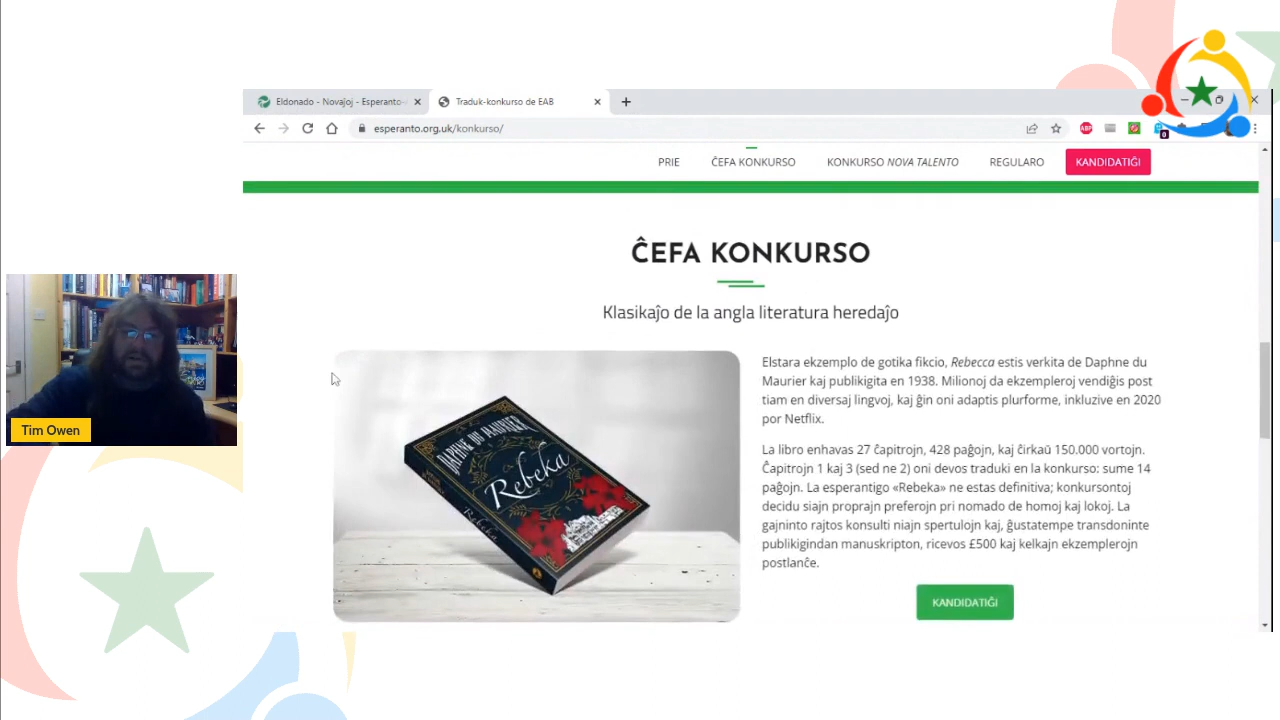 Eldonado - Novaĵoj - Esperanto-
Traduk-konkurso de EAB
esperanto.org.uk/konkurso/
ABP
0
PRIE
ĈEFA KONKURSO
KONKURSO NOVA TALENTO
REGULARO
KANDIDATIĜI
ĈEFA KONKURSO
Klasikaĵo de la angla literatura heredaĵo
DAPHNE DU MAURIER
Rebeka
Rebeka
Elstara ekzemplo de gotika fikcio, Rebecca estis verkita de Daphne du
Maurier kaj publikigita en 1938. Milionoj da ekzempleroj vendiĝis post
tiam en diversaj lingvoj, kaj ĝin oni adaptis plurforme, inkluzive en 2020
por Netflix.
La libro enhavas 27 ĉapitrojn, 428 paĝojn, kaj ĉirkaŭ 150.000 vortojn.
Ĉapitrojn 1 kaj 3 (sed ne 2) oni devos traduki en la konkurso: sume 14
paĝojn. La esperantigo «Rebeka» ne estas definitiva; konkursontoj
decidu siajn proprajn preferojn pri nomado de homoj kaj lokoj. La
gajninto rajtos konsulti niajn spertulojn kaj, ĝustatempe transdoninte
publikigindan manuskripton, ricevos £500 kaj kelkajn ekzemplerojn
postlanĉe.
KANDIDATIĜI
Tim Owen